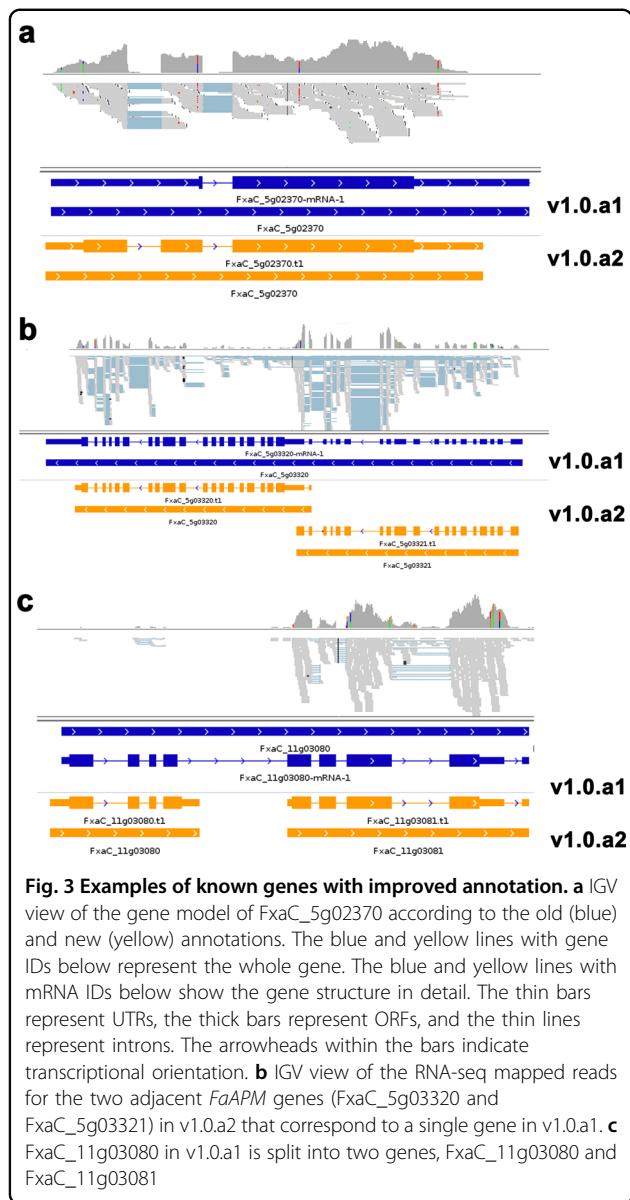 a
FxaC_5g02370-mRNA-1
v1.0.a1
FxaC_5g02370
FxaC_5g02370.t1
v1.0.a2
FxaC_5g02370
b
FxaC_5g03320-mRNA-1
v1.0.a1
FxaC_5g03320
FxaC_5g03320.t1
v1.0.a2
FxaC_5g03320
FxaC_5g03321.t1
FxaC_5g03321
c
FxaC_11g03080
FxaC_11g03080-mRNA-1
v1.0.a1
FxaC_11g03080.t1
FxaC_11g03081.t1
v1.0.a2
FxaC_11g03080
FxaC_11g03081
Fig. 3 Examples of known genes with improved annotation. a IGV
view of the gene model of FxaC_5g02370 according to the old (blue)
and new (yellow) annotations. The blue and yellow lines with gene
IDs below represent the whole gene. The blue and yellow lines with
mRNA IDs below show the gene structure in detail. The thin bars
represent UTRs, the thick bars represent ORFs, and the thin lines
represent introns. The arrowheads within the bars indicate
transcriptional orientation. b IGV view of the RNA-seq mapped reads
for the two adjacent FaAPM genes (FxaC_5g03320 and
FxaC_5g03321) in v1.0.a2 that correspond to a single gene in v1.0.a1. c
FxaC_11g03080 in v1.0.a1 is split into two genes, FxaC_11g03080 and
FxaC_11g03081